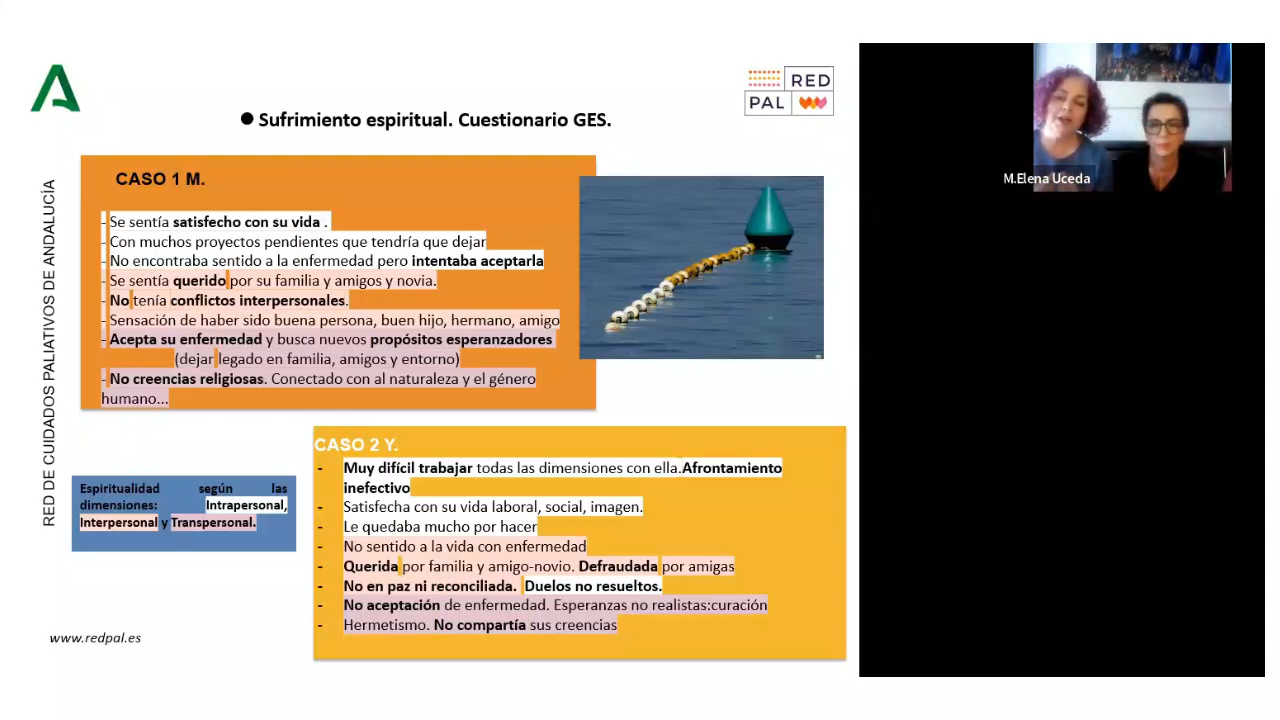 RED
PAL
● Sufrimiento espiritual. Cuestionario GES.
RED DE CUIDADOS PALIATIVOS DE ANDALUCÍA
CASO 1 M.
- Se sentía satisfecho con su vida .
- Con muchos proyectos pendientes que tendría que dejar
- No encontraba sentido a la enfermedad pero intentaba aceptarla
- Se sentía querido por su familia y amigos y novia.
- No tenía conflictos interpersonales.
- Sensación de haber sido buena persona, buen hijo, hermano, amigo
- Acepta su enfermedad y busca nuevos propósitos esperanzadores
(dejar legado en familia, amigos y entorno)
- No creencias religiosas. Conectado con al naturaleza y el género
humano...
CASO 2 Y.
- Muy difícil trabajar todas las dimensiones con ella.Afrontamiento
inefectivo
- Satisfecha con su vida laboral, social, imagen.
- Le quedaba mucho por hacer
- No sentido a la vida con enfermedad
- Querida por familia y amigo-novio. Defraudada por amigas
- No en paz ni reconciliada. Duelos no resueltos.
- No aceptación de enfermedad. Esperanzas no realistas:curación
- Hermetismo. No compartía sus creencias
Espiritualidad según las
dimensiones: Intrapersonal,
Interpersonal y Transpersonal.
www.redpal.es
M.Elena Uceda